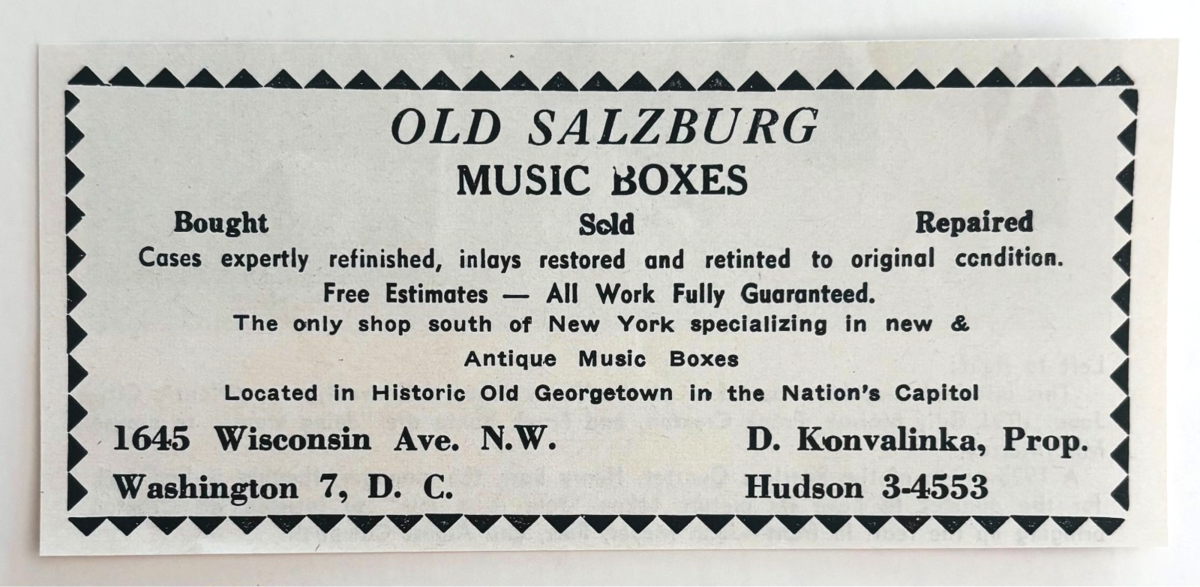 OLD SALZBURG
MUSIC BOXES
Bought Sold Repaired
Cases expertly refinished, inlays restored and retinted to original condition.
Free Estimates — All Work Fully Guaranteed.
The only shop south of New York specializing in new &
Antique Music Boxes
Located in Historic Old Georgetown in the Nation's Capitol
1645 Wisconsin Ave. N.W. D. Konvalinka, Prop.
Washington 7, D. C. Hudson 3-4553